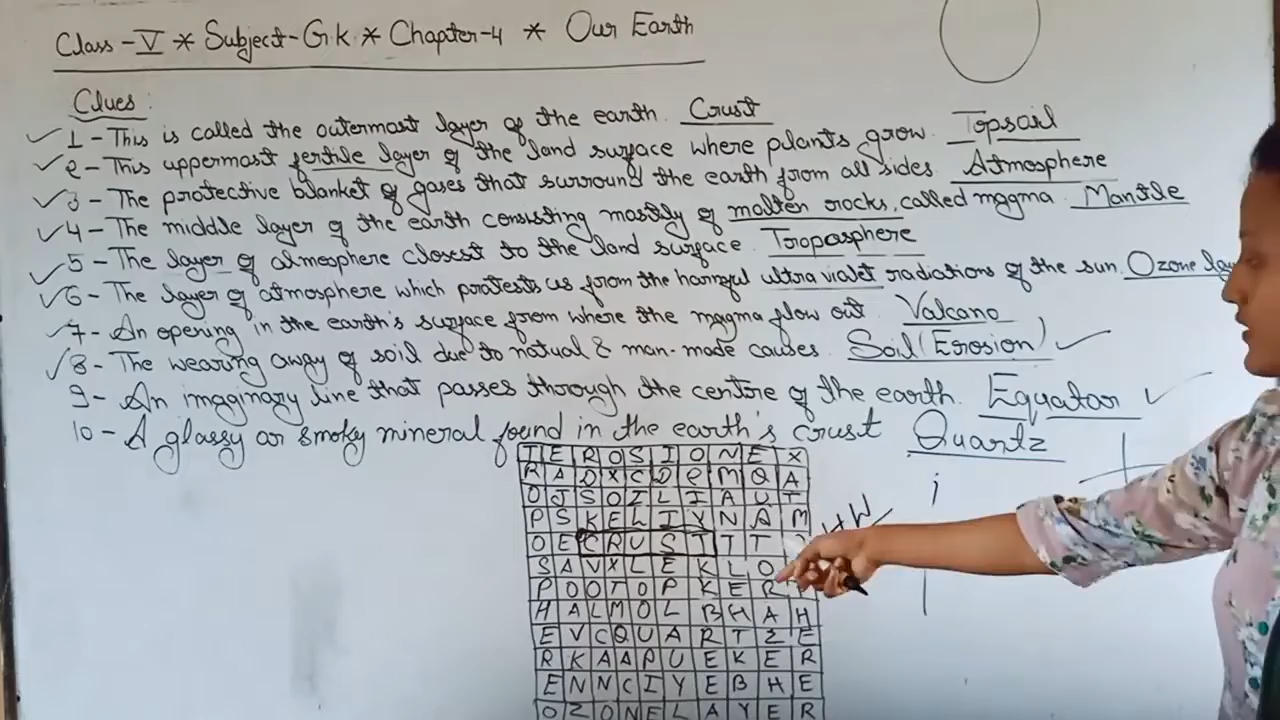 Class-V * Subject-G.K * Chapter-4 * Our Earth
Clues:
1-This is called the outermost layer of the earth. Crust
2-This uppermost fertile layer of the land surface where plants grow. Topsoil
3-The protective blanket of gases that surround the earth from all sides. Atmosphere
4-The middle layer of the earth consisting mostly of molten rocks, called magma. Mantle
5-The layer of atmosphere closest to the land surface. Troposphere
6-The layer of atmosphere which protests us from the harmful ultra violet radiations of the sun. Ozone
7-An opening in the earth's surface from where the magma flow out. Volcano
8-The wearing away of soil due to natual & man-made causes. Soil (Erosion)
9-An imaginary line that passes through the centre of the earth. Equator
10-A glassy or smoky mineral found in the earth's crust Quartz
T E R O S I O N E X
R A D X C D P M Q A
O J S O I L I A U T
P S K E L I Y N A M
O E C R U S T T T
S A V X L E K L O
P O O T O P K E R
H A L M O L B H A H
E V C Q U A R T Z E
R K A A P U E K E R
E N N C I Y E B H E
O Z O N E L A Y E R
HW